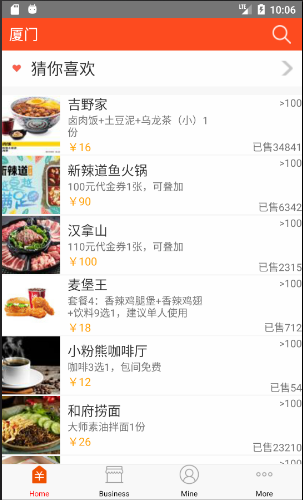 LTE 10:06
厦门
猜你喜欢
吉野家 >100
卤肉饭+土豆泥+乌龙茶（小）1
份
￥16 已售34841
新辣道鱼火锅 >100
100元代金券1张，可叠加
￥90
已售6342
汉拿山 >100
110元代金券1张，可叠加
￥100
已售2315
麦堡王 >100
套餐4：香辣鸡腿堡+香辣鸡翅
+饮料9选1，建议单人使用
￥18 已售712
小粉熊咖啡厅 >100
咖啡3选1，包间免费
￥12
已售54
和府捞面 >100
大师素油拌面1份
￥26
已售23210
>100
Home Business Mine More